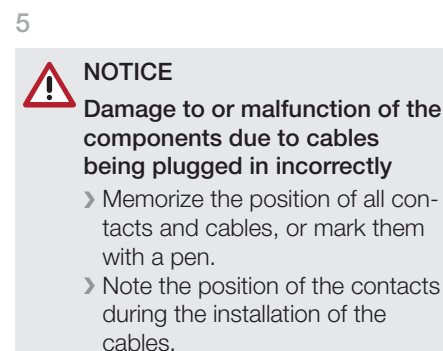 5
NOTICE
Damage to or malfunction of the
components due to cables
being plugged in incorrectly
› Memorize the position of all con-
tacts and cables, or mark them
with a pen.
› Note the position of the contacts
during the installation of the
cables.